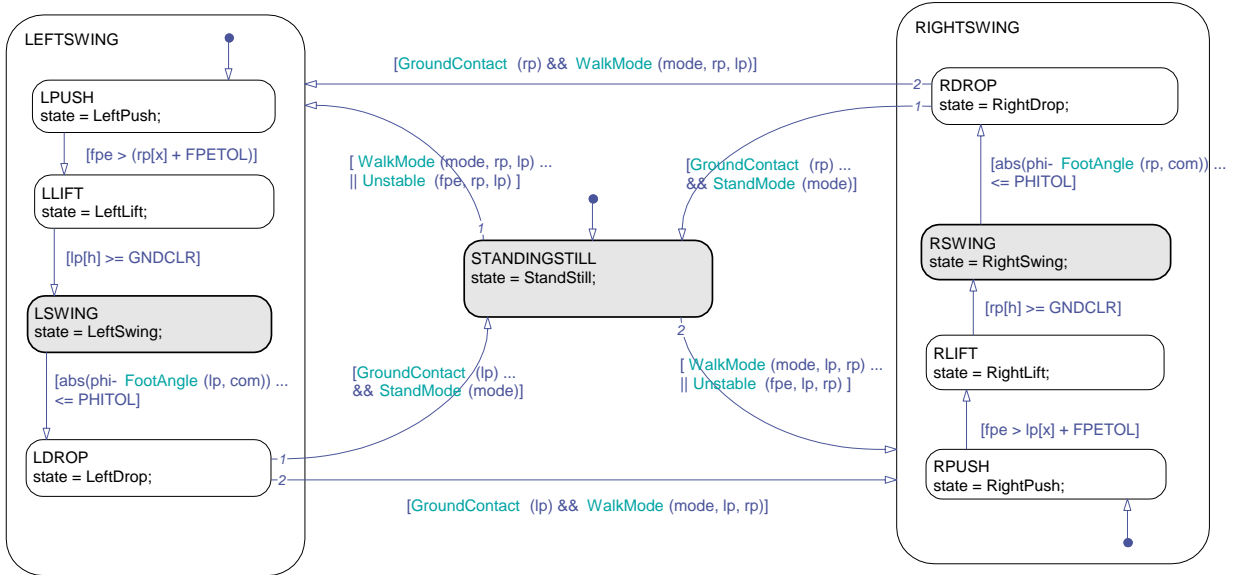 LEFTSWING
LPUSH
state = LeftPush;
[fpe > (rp[x] + FPETOL)]
LLIFT
state = LeftLift;
[lp[h] >= GNDCLR]
LSWING
state = LeftSwing;
[abs(phi- FootAngle (lp, com)) ...
<= PHITOL]
LDROP
state = LeftDrop;
[GroundContact (rp) && WalkMode (mode, rp, lp)]
[ WalkMode (mode, rp, lp) ...
|| Unstable (fpe, rp, lp) ]
1
[GroundContact (rp) ...
&& StandMode (mode)]
STANDINGSTILL
state = StandStill;
2
[GroundContact (lp) ...
&& StandMode (mode)]
[ WalkMode (mode, lp, rp) ...
|| Unstable (fpe, lp, rp) ]
1
2
[GroundContact (lp) && WalkMode (mode, lp, rp)]
RIGHTSWING
2
1
RDROP
state = RightDrop;
[abs(phi- FootAngle (rp, com)) ...
<= PHITOL]
RSWING
state = RightSwing;
[rp[h] >= GNDCLR]
RLIFT
state = RightLift;
[fpe > lp[x] + FPETOL]
RPUSH
state = RightPush;